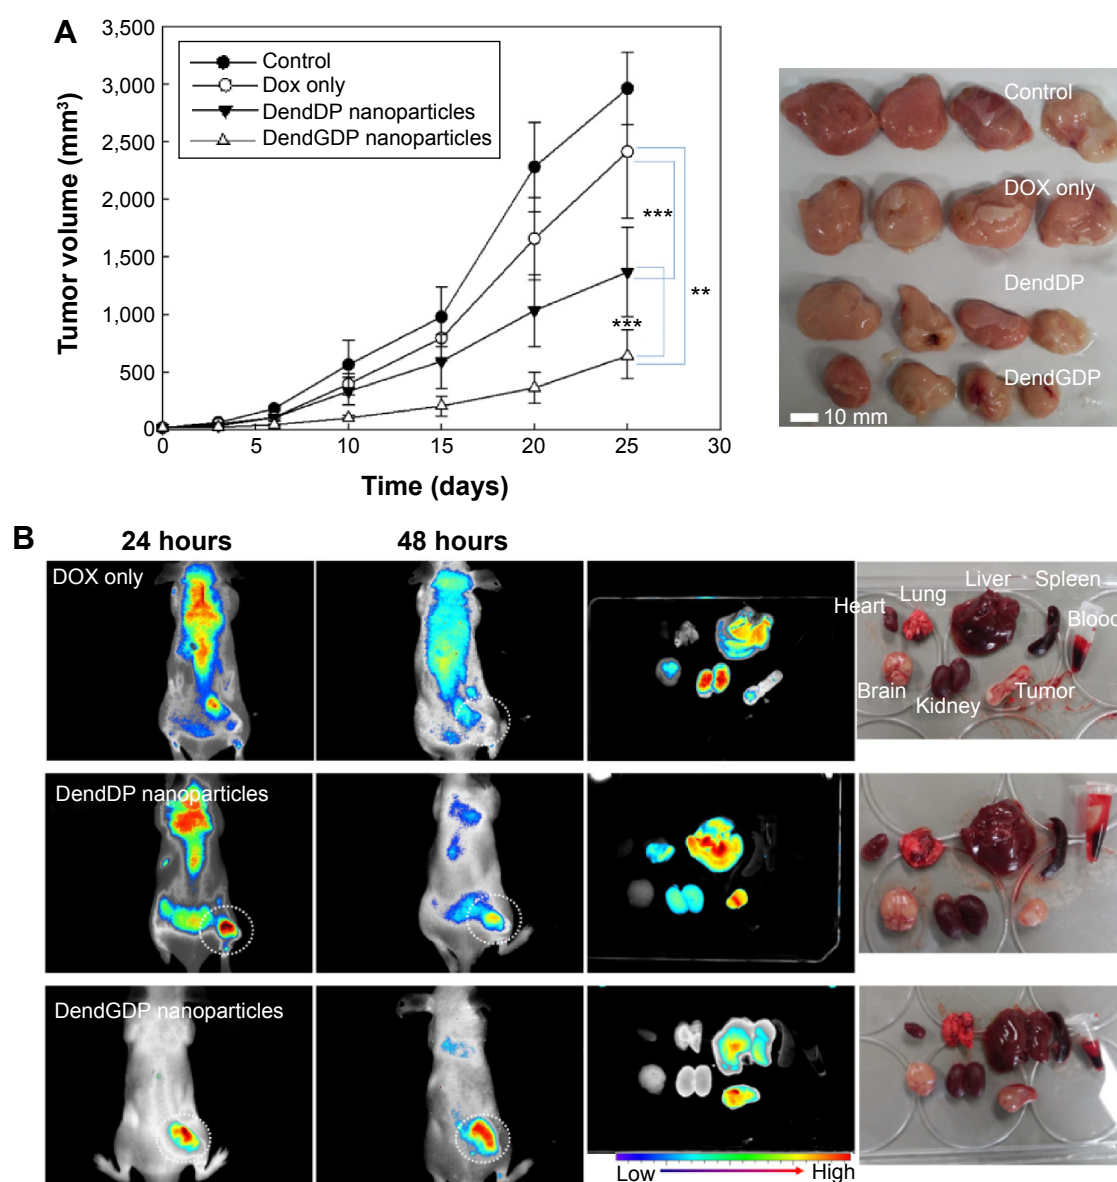 A
Tumor volume (mm³)
3,500
3,000
2,500
2,000
1,500
1,000
500
0
0
5
10
15
20
25
30
Time (days)
Control
Dox only
DendDP nanoparticles
DendGDP nanoparticles
***
**
***
Control
DOX only
DendDP
DendGDP
10 mm
B
24 hours
48 hours
DOX only
Liver
Spleen
Heart
Lung
Blood
Brain
Kidney
Tumor
DendDP nanoparticles
DendGDP nanoparticles
Low
High